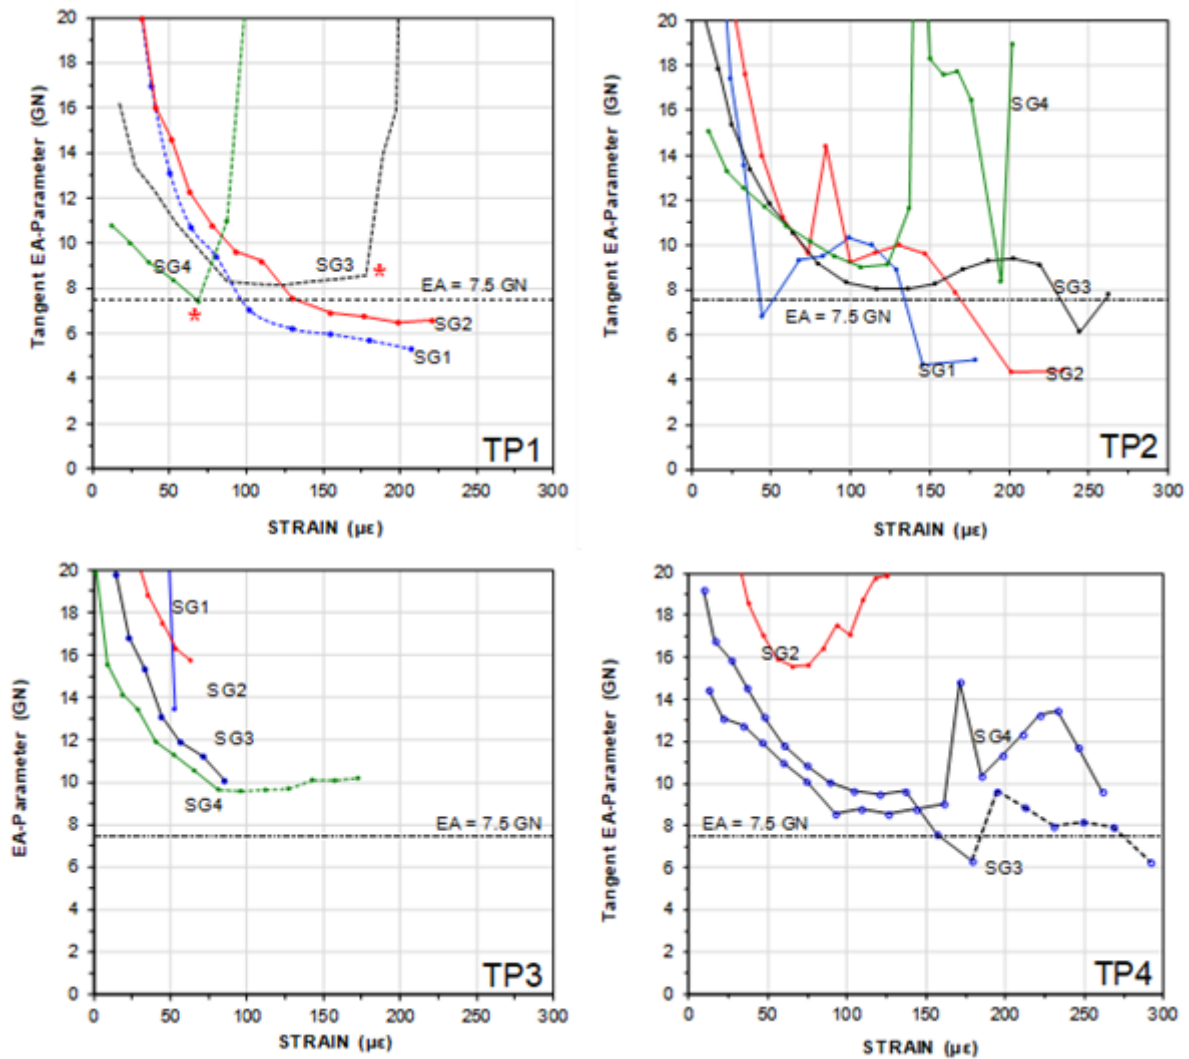 20
18
16
14
12
10
8
6
4
2
0
Tangent EA-Parameter (GN)
SG4
SG3
*
*
EA = 7.5 GN
SG2
SG1
TP1
0 50 100 150 200 250 300
STRAIN (µε)
20
18
16
14
12
10
8
6
4
2
0
Tangent EA-Parameter (GN)
SG4
SG3
EA = 7.5 GN
SG1
SG2
TP2
0 50 100 150 200 250 300
STRAIN (µε)
20
18
16
14
12
10
8
6
4
2
0
EA-Parameter (GN)
SG1
SG2
SG3
SG4
EA = 7.5 GN
TP3
0 50 100 150 200 250 300
STRAIN (µε)
20
18
16
14
12
10
8
6
4
2
0
Tangent EA-Parameter (GN)
SG2
SG4
EA = 7.5 GN
SG3
TP4
0 50 100 150 200 250 300
STRAIN (µε)